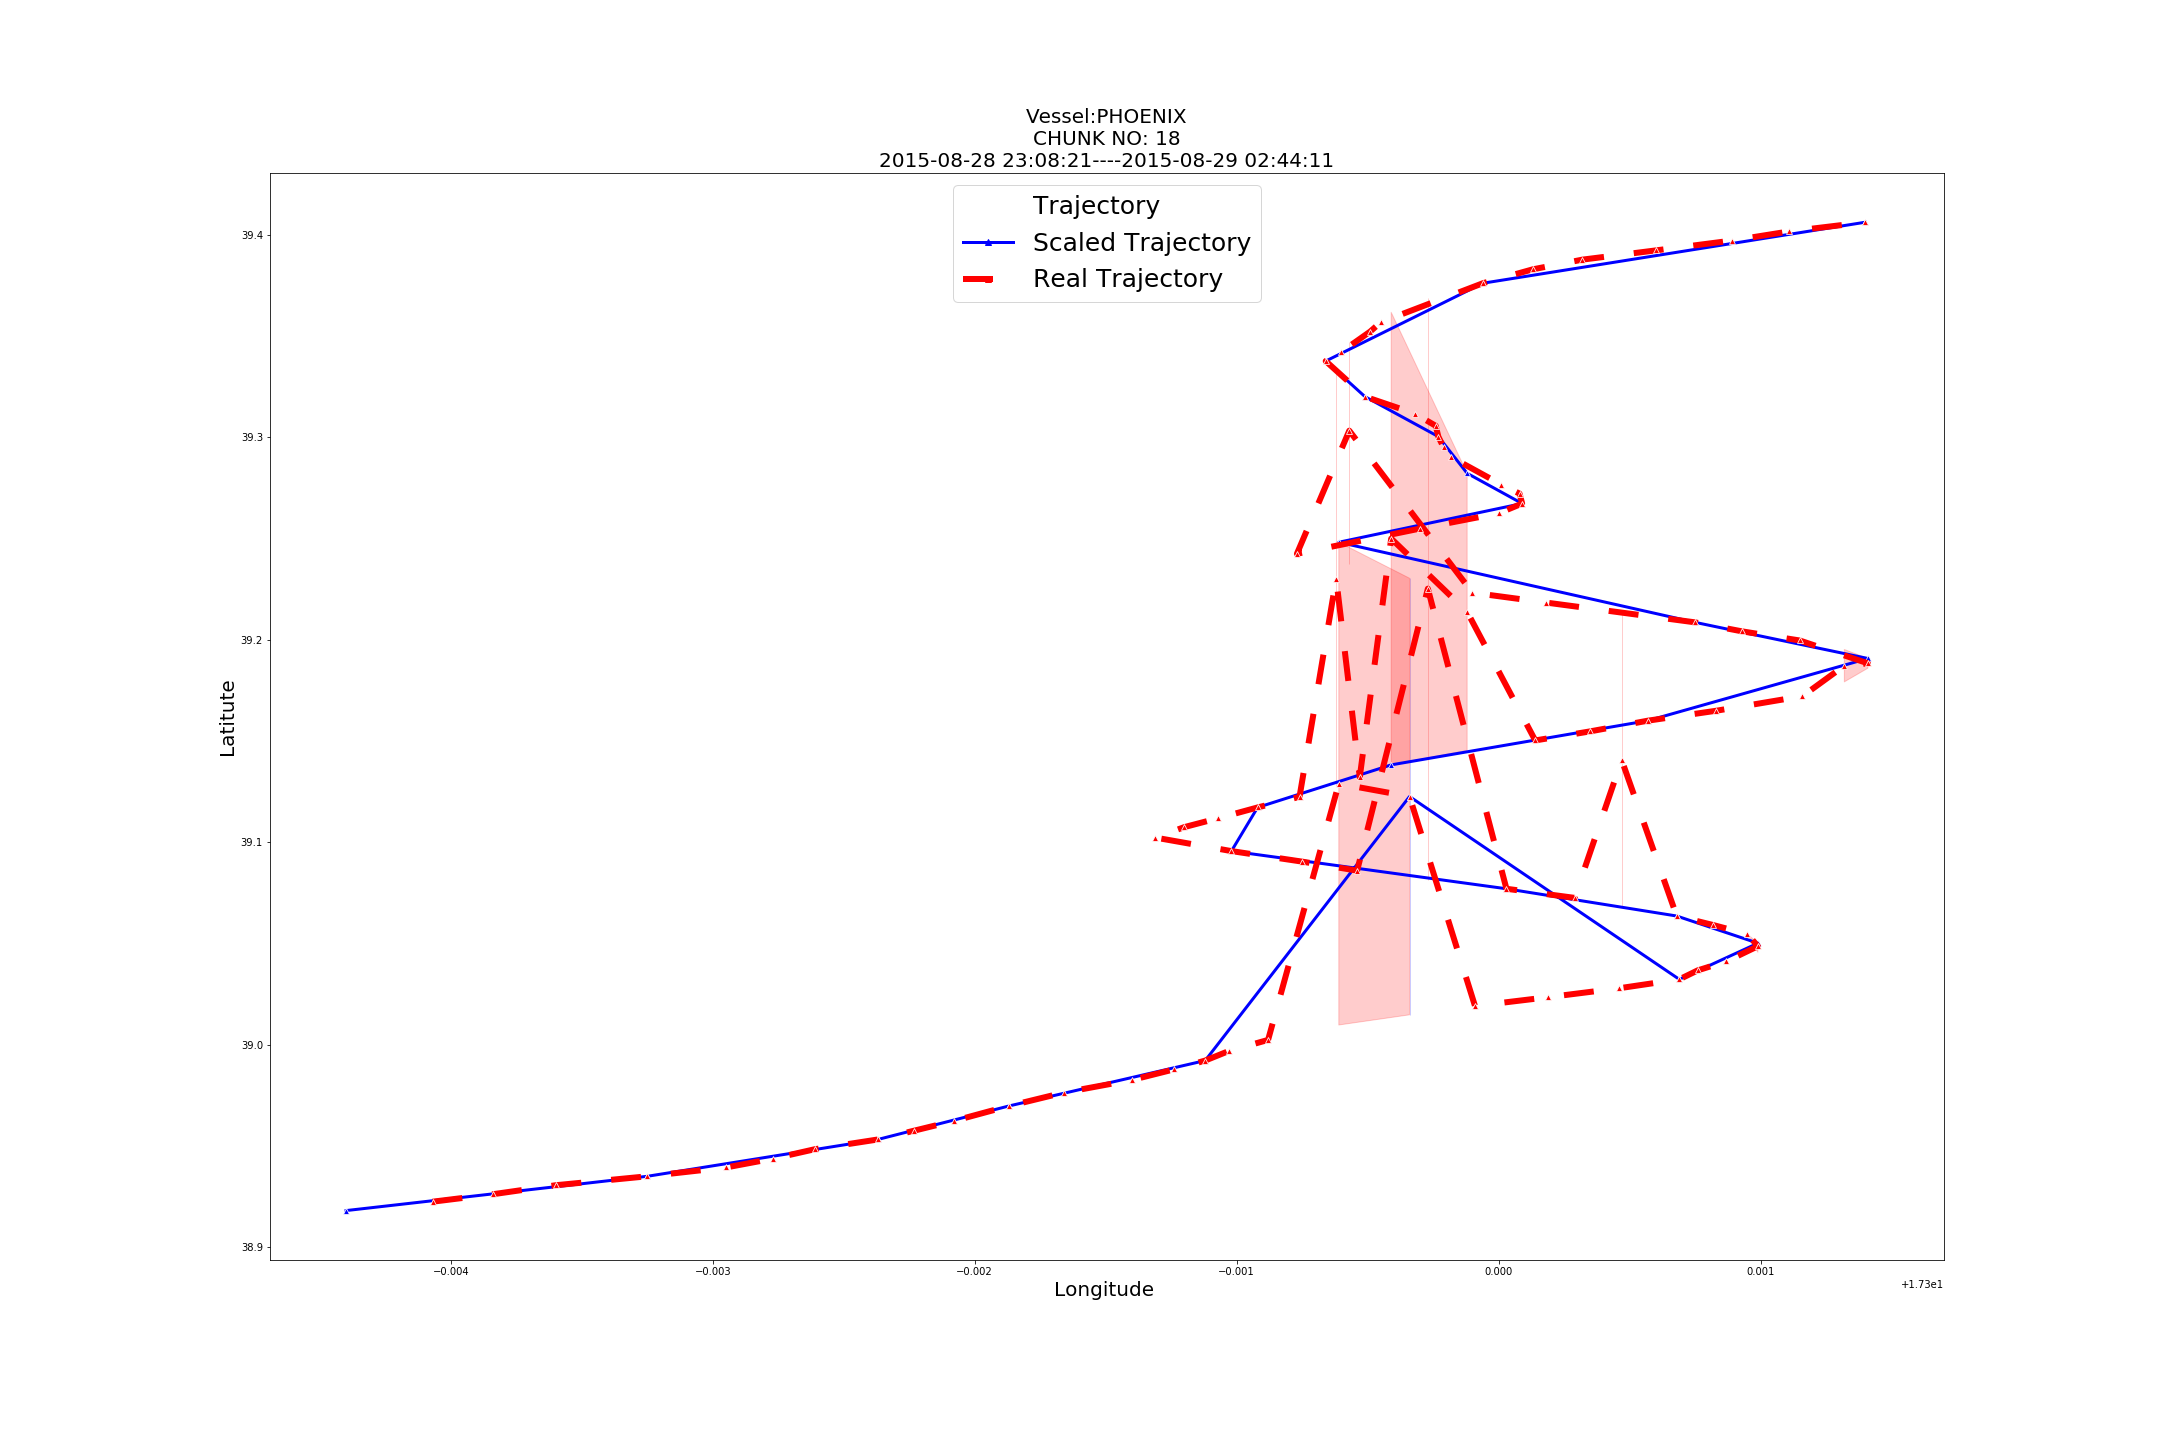 Vessel:PHOENIX
CHUNK NO: 18
2015-08-28 23:08:21----2015-08-29 02:44:11
Trajectory
Scaled Trajectory
Real Trajectory
39.4
39.3
39.2
39.1
39.0
38.9
Latitute
−0.004
−0.003
−0.002
−0.001
0.000
0.001
+1.73e1
Longitude